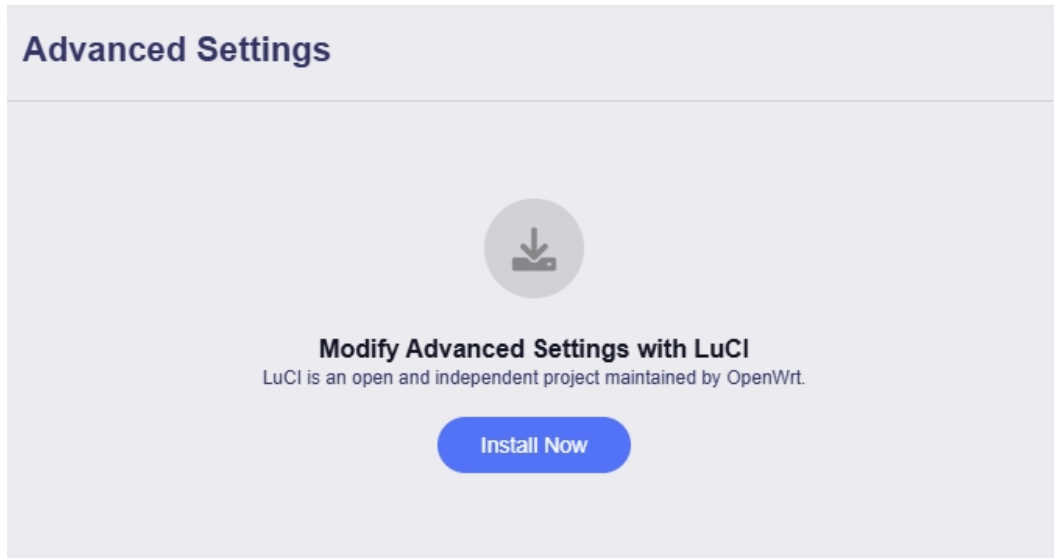 Advanced Settings
Modify Advanced Settings with LuCI
LuCI is an open and independent project maintained by OpenWrt.
Install Now